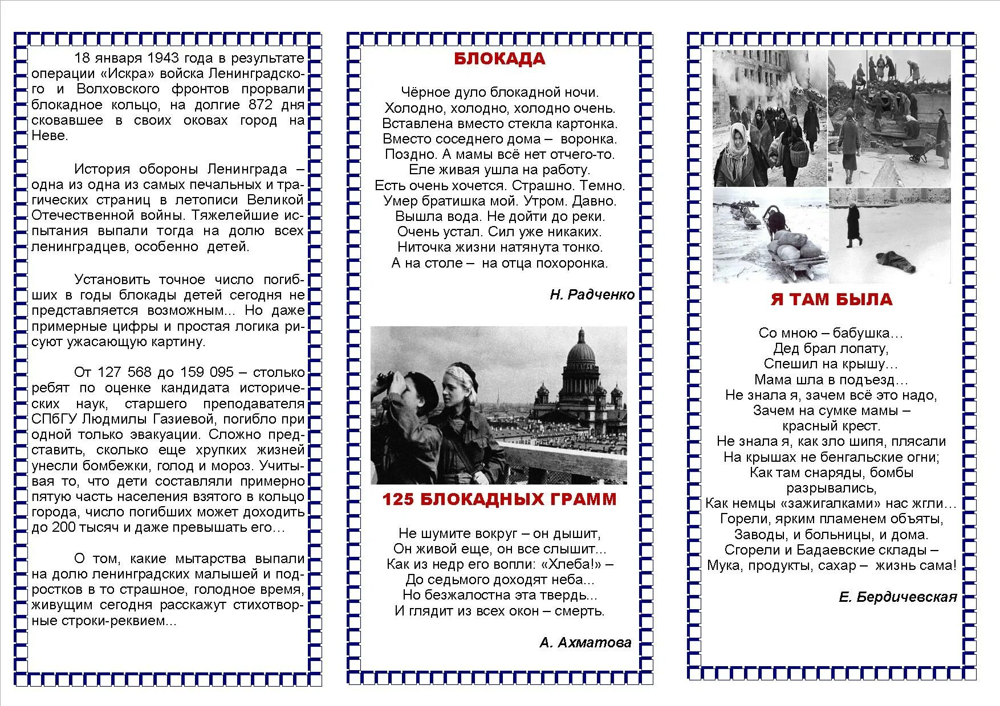 18 января 1943 года в результате
операции «Искра» войска Ленинградско-
го и Волховского фронтов прорвали
блокадное кольцо, на долгие 872 дня
сковавшее в своих оковах город на
Неве.
История обороны Ленинграда –
одна из одна из самых печальных и тра-
гических страниц в летописи Великой
Отечественной войны. Тяжелейшие ис-
пытания выпали тогда на долю всех
ленинградцев, особенно детей.
Установить точное число погиб-
ших в годы блокады детей сегодня не
представляется возможным... Но даже
примерные цифры и простая логика ри-
суют ужасающую картину.
От 127 568 до 159 095 – столько
ребят по оценке кандидата историче-
ских наук, старшего преподавателя
СПбГУ Людмилы Газиевой, погибло при
одной только эвакуации. Сложно пред-
ставить, сколько еще хрупких жизней
унесли бомбежки, голод и мороз. Учиты-
вая то, что дети составляли примерно
пятую часть населения взятого в кольцо
города, число погибших может доходить
до 200 тысяч и даже превышать его…
О том, какие мытарства выпали
на долю ленинградских малышей и под-
ростков в то страшное, голодное время,
живущим сегодня расскажут стихотвор-
ные строки-реквием...
БЛОКАДА
Чёрное дуло блокадной ночи.
Холодно, холодно, холодно очень.
Вставлена вместо стекла картонка.
Вместо соседнего дома – воронка.
Поздно. А мамы всё нет отчего-то.
Еле живая ушла на работу.
Есть очень хочется. Страшно. Темно.
Умер братишка мой. Утром. Давно.
Вышла вода. Не дойти до реки.
Очень устал. Сил уже никаких.
Ниточка жизни натянута тонко.
А на столе – на отца похоронка.
Н. Радченко
125 БЛОКАДНЫХ ГРАММ
Не шумите вокруг – он дышит,
Он живой еще, он все слышит...
Как из недр его вопли: «Хлеба!» –
До седьмого доходят неба...
Но безжалостна эта твердь...
И глядит из всех окон – смерть.
А. Ахматова
Я ТАМ БЫЛА
Со мною – бабушка…
Дед брал лопату,
Спешил на крышу…
Мама шла в подъезд…
Не знала я, зачем всё это надо,
Зачем на сумке мамы –
красный крест.
Не знала я, как зло шипя, плясали
На крышах не бенгальские огни;
Как там снаряды, бомбы
разрывались,
Как немцы «зажигалками» нас жгли…
Горели, ярким пламенем объяты,
Заводы, и больницы, и дома.
Сгорели и Бадаевские склады –
Мука, продукты, сахар – жизнь сама!
Е. Бердичевская